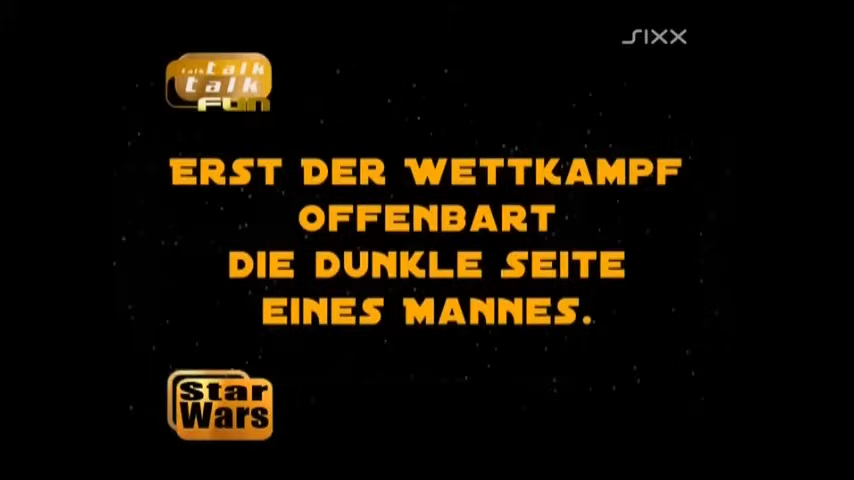 sixx
talk talk
talk
fun
Erst Der Wettkampf
offenbart
die dunkle Seite
eines Mannes.
Star
Wars